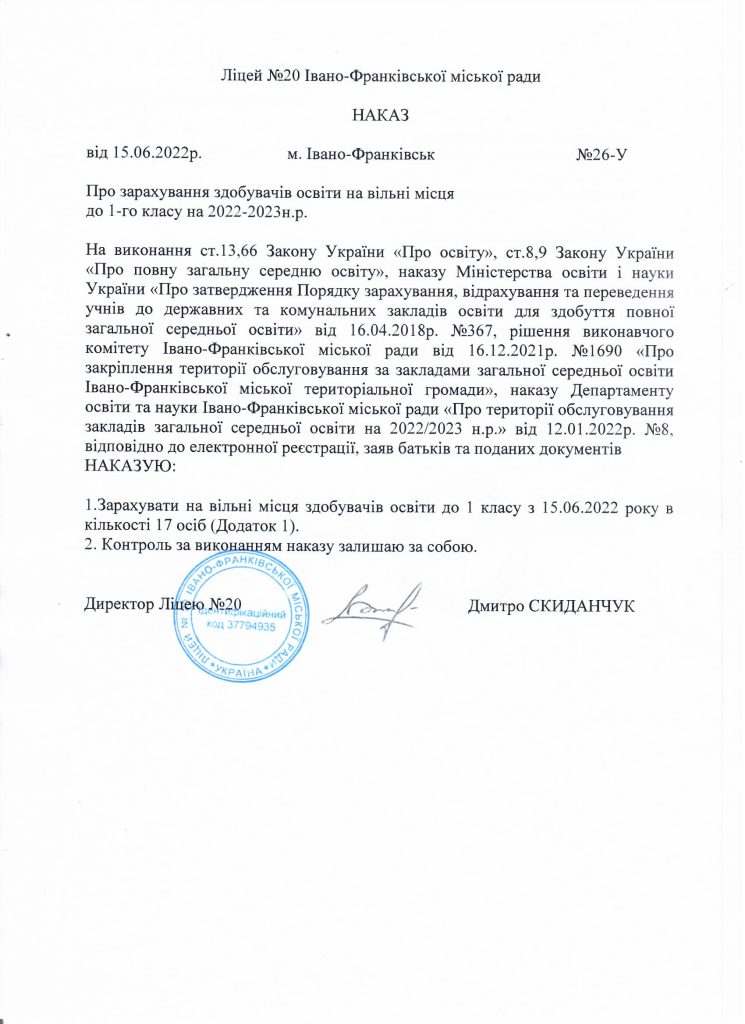 Ліцей №20 Івано-Франківської міської ради
НАКАЗ
від 15.06.2022р. м. Івано-Франківськ №26-У
Про зарахування здобувачів освіти на вільні місця
до 1-го класу на 2022-2023н.р.
На виконання ст.13,66 Закону України «Про освіту», ст.8,9 Закону України
«Про повну загальну середню освіту», наказу Міністерства освіти і науки
України «Про затвердження Порядку зарахування, відрахування та переведення
учнів до державних та комунальних закладів освіти для здобуття повної
загальної середньої освіти» від 16.04.2018р. №367, рішення виконавчого
комітету Івано-Франківської міської ради від 16.12.2021р. №1690 «Про
закріплення території обслуговування за закладами загальної середньої освіти
Івано-Франківської міської територіальної громади», наказу Департаменту
освіти та науки Івано-Франківської міської ради «Про території обслуговування
закладів загальної середньої освіти на 2022/2023 н.р.» від 12.01.2022р. №8,
відповідно до електронної реєстрації, заяв батьків та поданих документів
НАКАЗУЮ:
1.Зарахувати на вільні місця здобувачів освіти до 1 класу з 15.06.2022 року в
кількості 17 осіб (Додаток 1).
2. Контроль за виконанням наказу залишаю за собою.
Директор Ліцею №20 Дмитро СКИДАНЧУК
ЛІЦЕЙ № 20 ІВАНО-ФРАНКІВСЬКОЇ МІСЬКОЇ РАДИ
* УКРАЇНА *
Ідентифікаційний
код 37794935